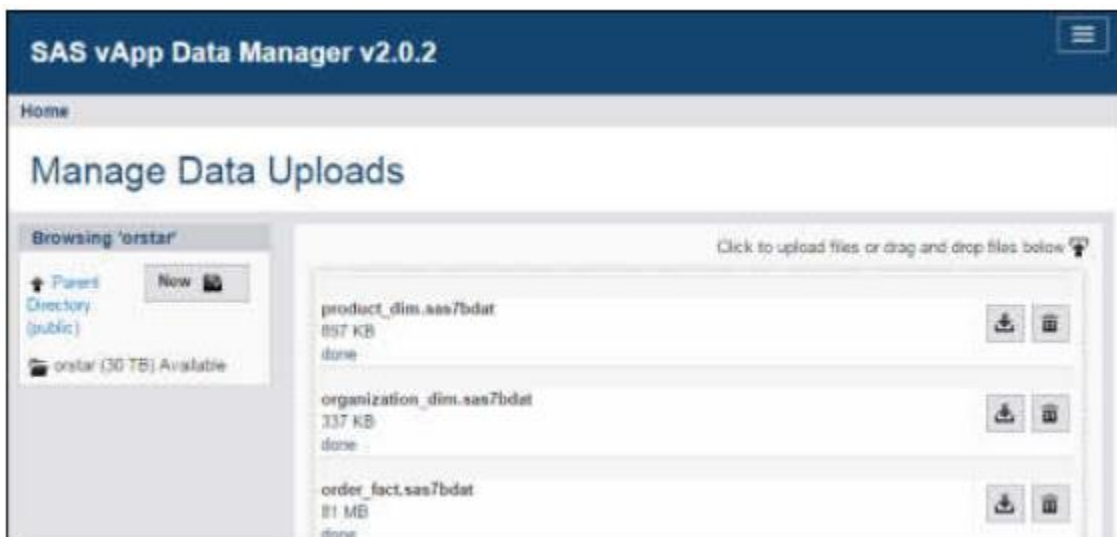 SAS vApp Data Manager v2.0.2
Home
Manage Data Uploads
Browsing 'orstar'
Parent
Directory
(public)
New
orstar (30 TB) Available
Click to upload files or drag and drop files below
product_dim.sas7bdat
857 KB
done
organization_dim.sas7bdat
337 KB
done
order_fact.sas7bdat
81 MB
done